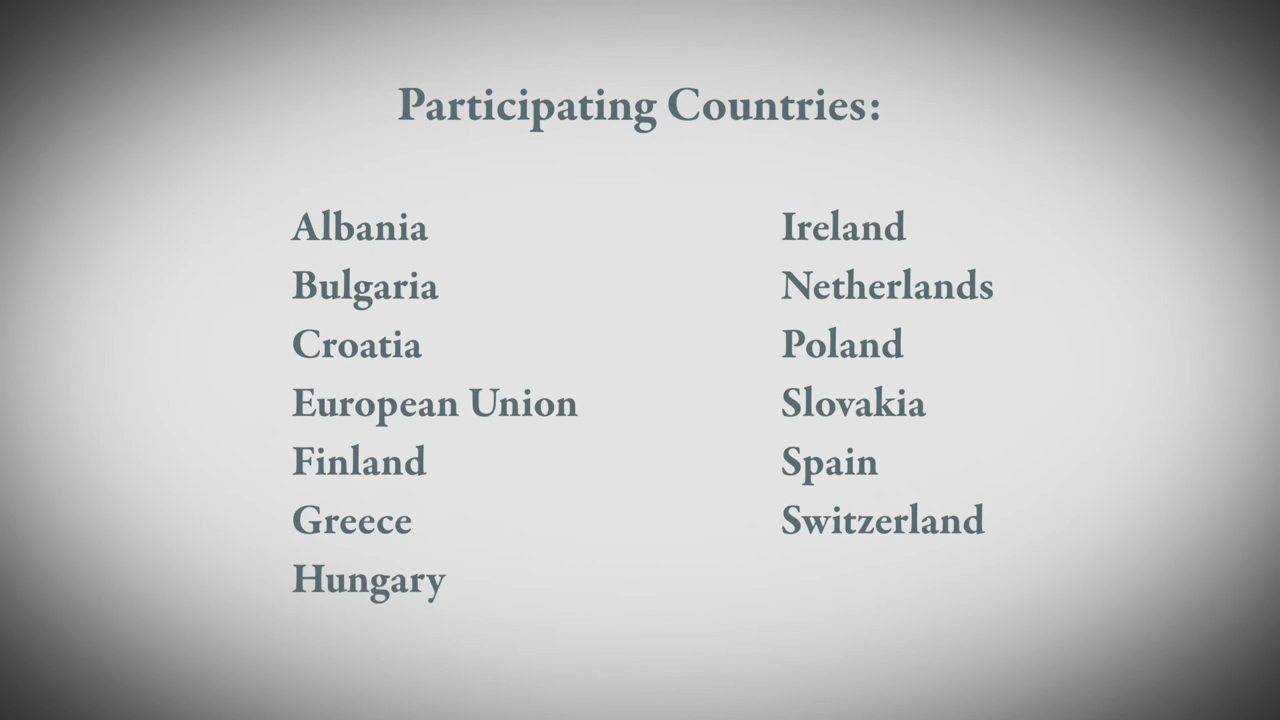 Participating Countries:
Albania
Bulgaria
Croatia
European Union
Finland
Greece
Hungary
Ireland
Netherlands
Poland
Slovakia
Spain
Switzerland